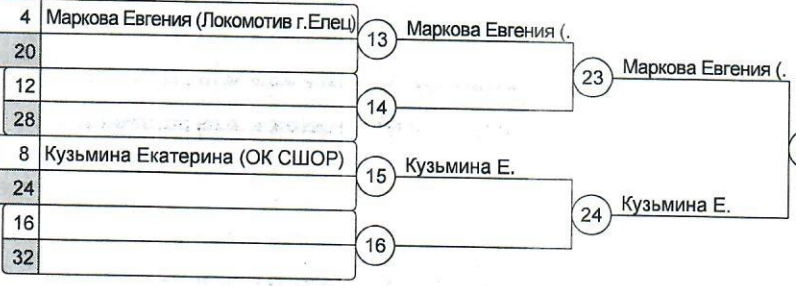 4 Маркова Евгения (Локомотив г.Елец)
13 Маркова Евгения (.
20
23 Маркова Евгения (.
12
14
28
8 Кузьмина Екатерина (ОК СШОР)
15 Кузьмина Е.
24
24 Кузьмина Е.
16
16
32